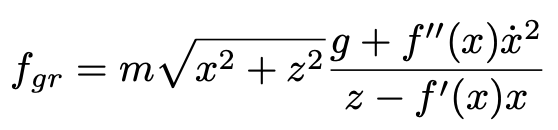 f_{gr} = m\sqrt{x^2 + z^2}\frac{g + f''(x)\dot{x}^2}{z - f'(x)x}